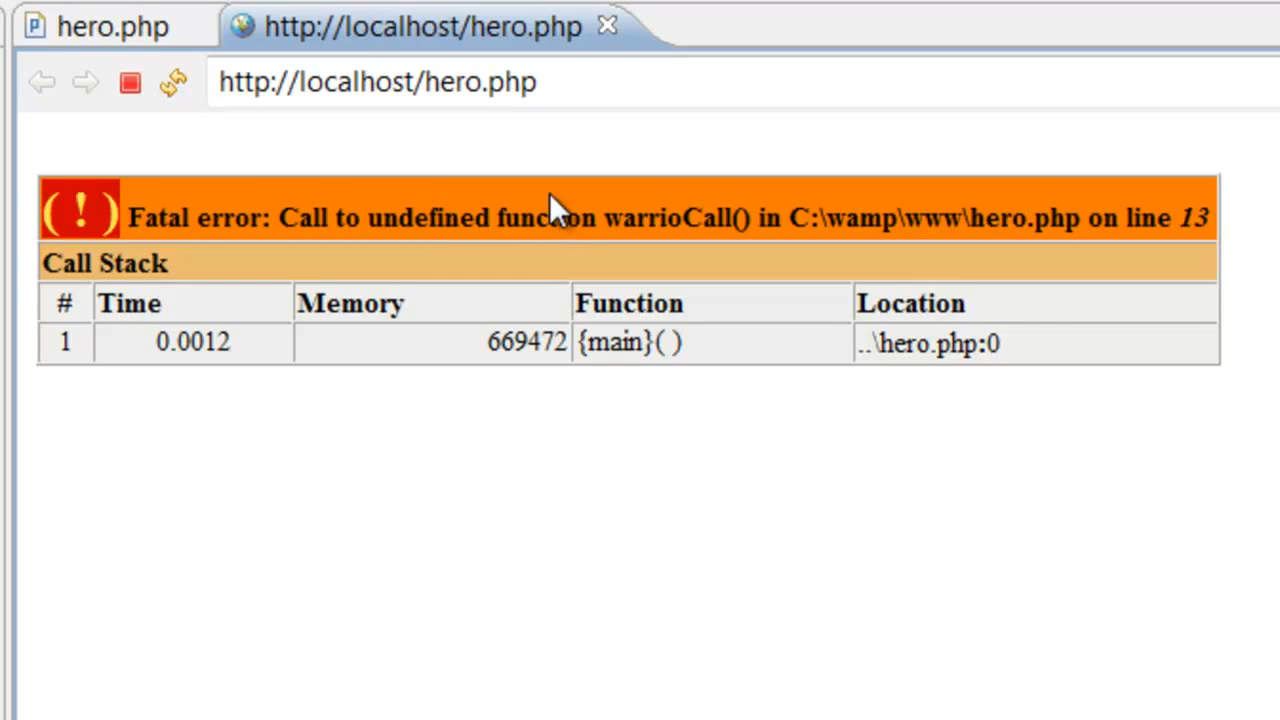 hero.php http://localhost/hero.php
http://localhost/hero.php
( ! ) Fatal error: Call to undefined function warrioCall() in C:\wamp\www\hero.php on line 13
Call Stack
# Time Memory Function Location
1 0.0012 669472 {main}( ) ..\hero.php:0